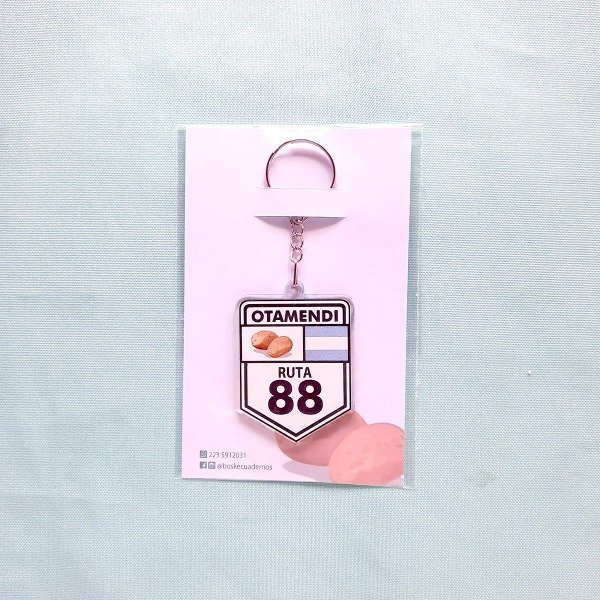 OTAMENDI
RUTA
88
223 5912031
@boskecuadernos